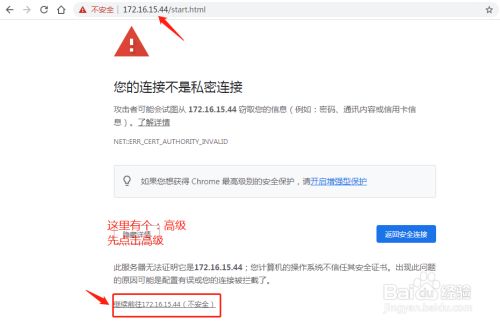 不安全 172.16.15.44/start.html
您的连接不是私密连接
攻击者可能会试图从 172.16.15.44 窃取您的信息（例如：密码、通讯内容或信用卡信
息）。了解详情
NET::ERR_CERT_AUTHORITY_INVALID
如果您想获得 Chrome 最高级别的安全保护，请开启增强型保护
这里有个：高级
隐藏详情
先点击高级
返回安全连接
此服务器无法证明它是172.16.15.44；您计算机的操作系统不信任其安全证书。出现此问题
的原因可能是配置有误或您的连接被拦截了。
继续前往172.16.15.44（不安全）
Baidu 经验